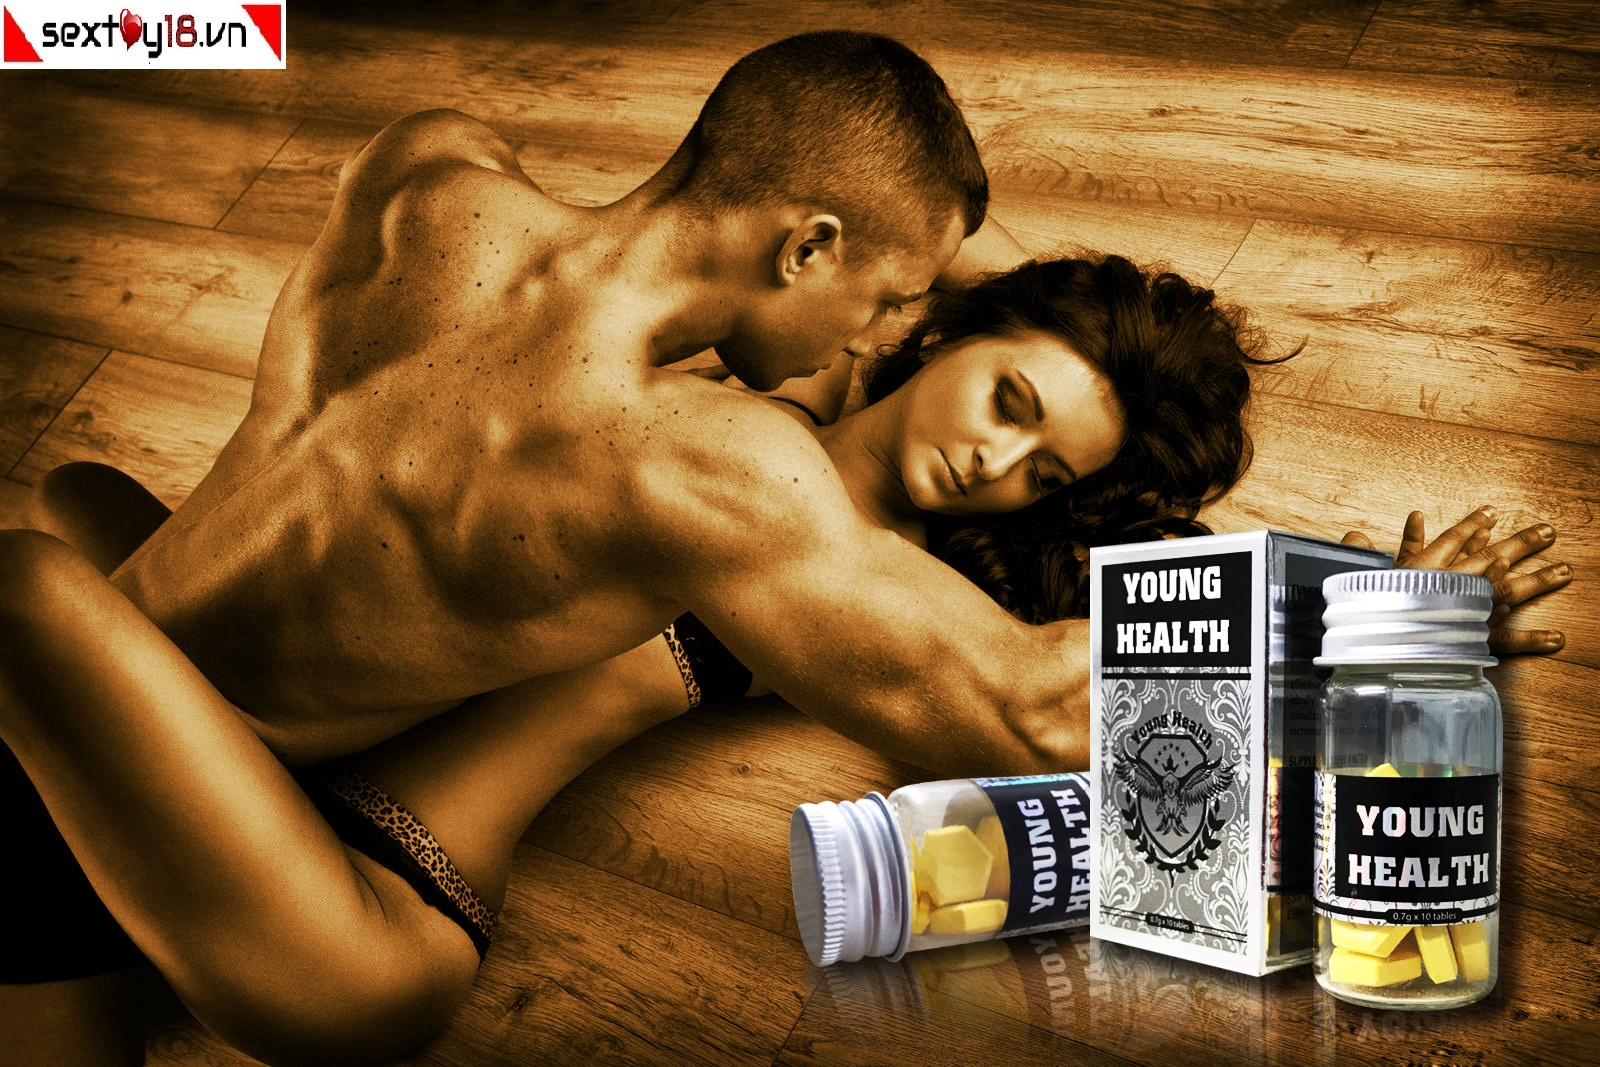 sextoy18.vn
YOUNG
HEALTH
Young Health
0.7g x 10 tables
YOUNG
HEALTH
YOUNG
HEALTH
0.7g x 10 tables